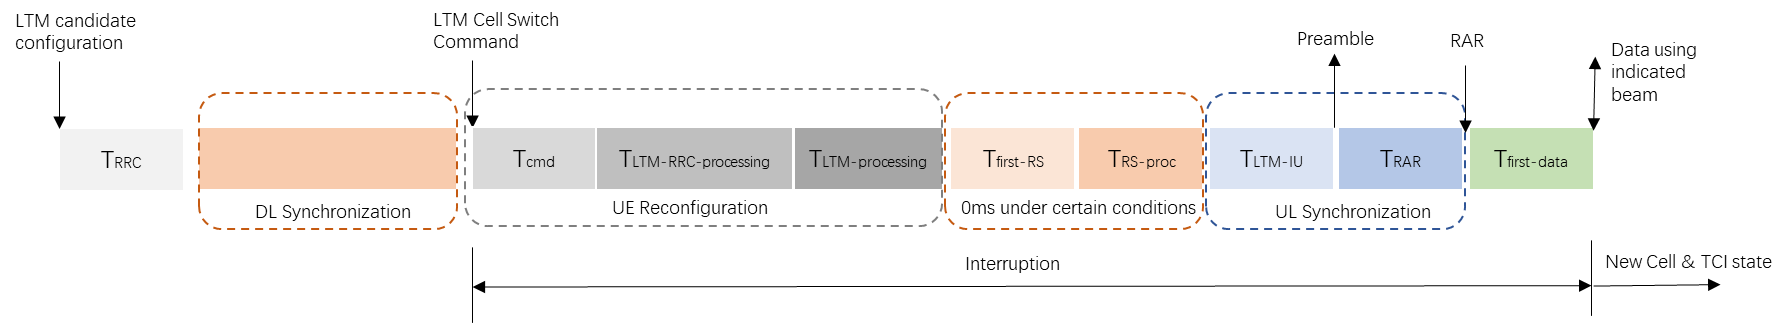 LTM candidate
configuration
LTM Cell Switch
Command
Preamble
RAR
Data using
indicated
beam
TRRC
Tcmd
TLTM-RRC-processing
TLTM-processing
Tfirst-RS
TRS-proc
TLTM-IU
TRAR
Tfirst-data
DL Synchronization
UE Reconfiguration
0ms under certain conditions
UL Synchronization
Interruption
New Cell & TCI state